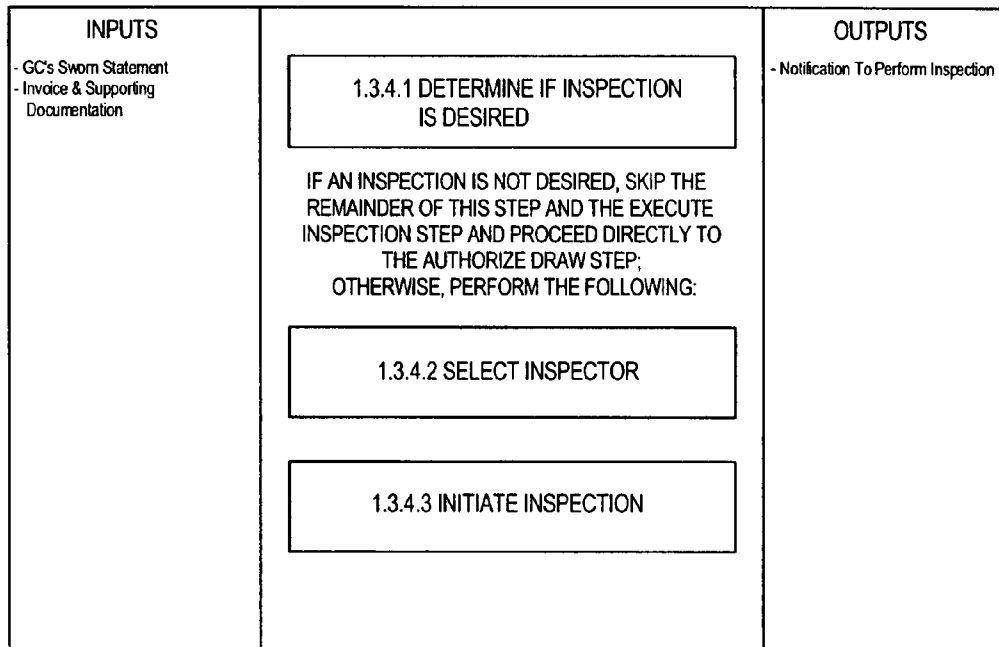 INPUTS
- GC's Sworn Statement
- Invoice & Supporting
Documentation
1.3.4.1 DETERMINE IF INSPECTION
IS DESIRED
IF AN INSPECTION IS NOT DESIRED, SKIP THE
REMAINDER OF THIS STEP AND THE EXECUTE
INSPECTION STEP AND PROCEED DIRECTLY TO
THE AUTHORIZE DRAW STEP;
OTHERWISE, PERFORM THE FOLLOWING:
1.3.4.2 SELECT INSPECTOR
1.3.4.3 INITIATE INSPECTION
OUTPUTS
- Notification To Perform Inspection